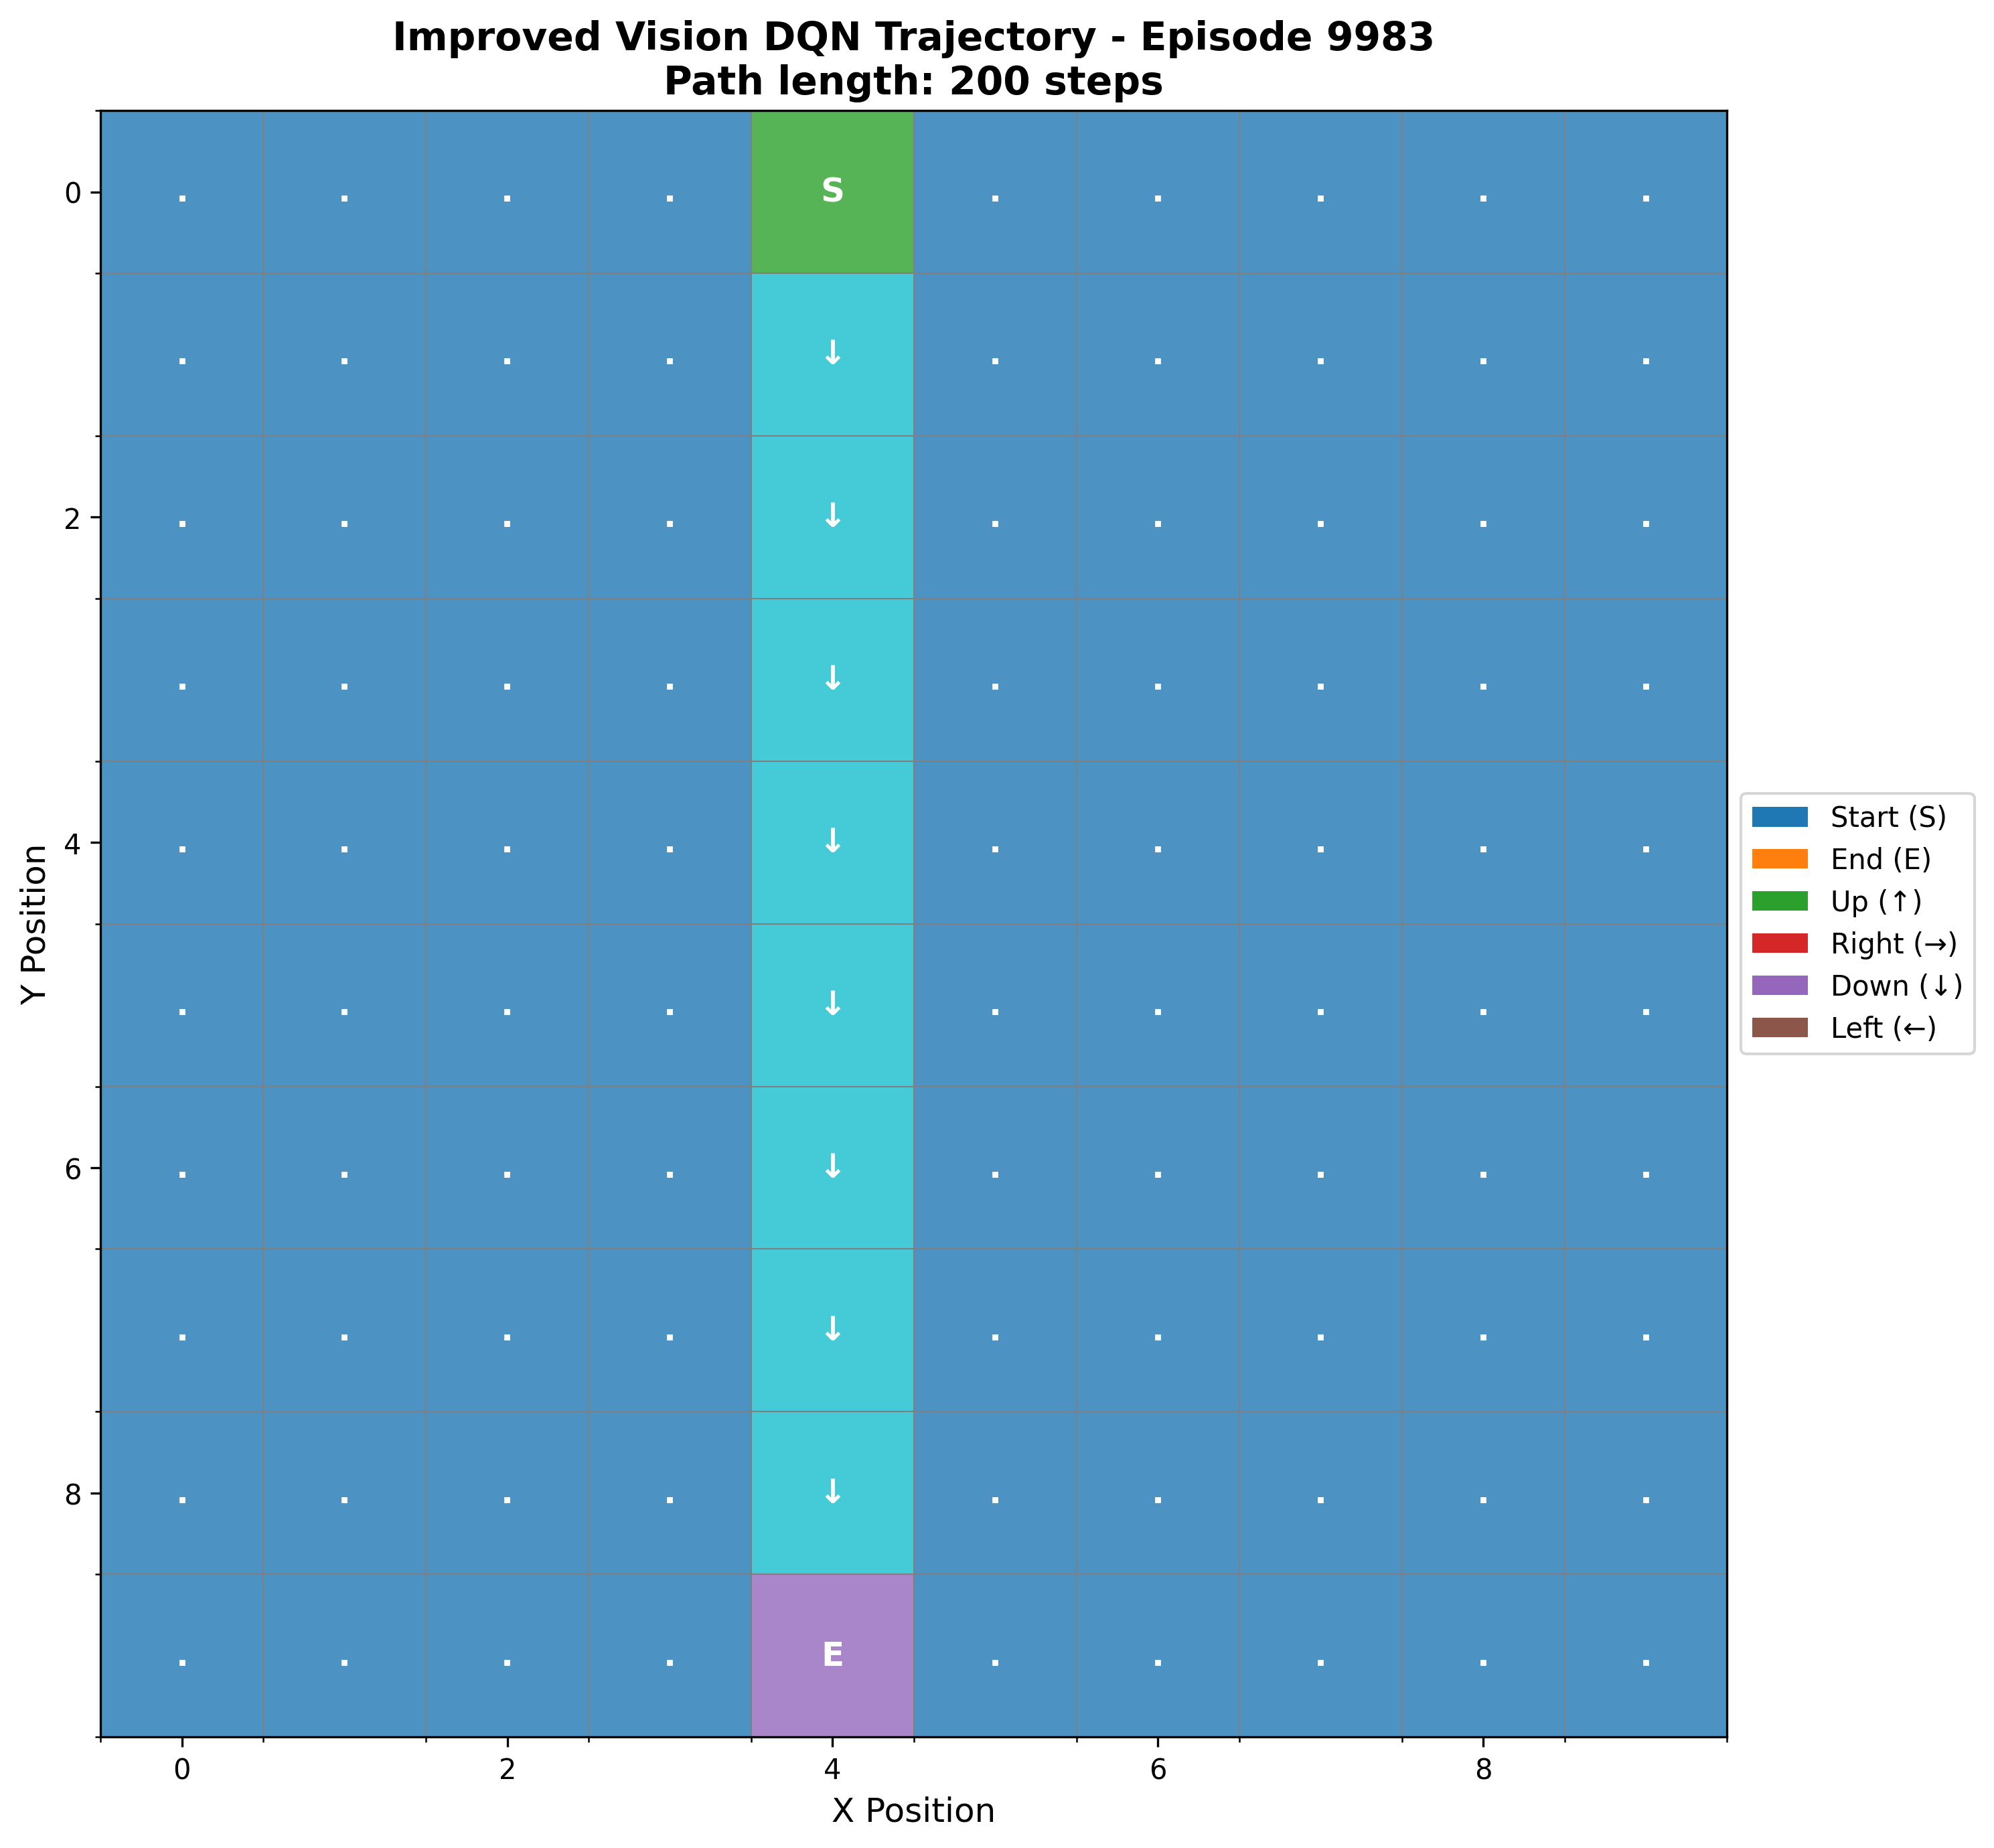 Improved Vision DQN Trajectory - Episode 9983
Path length: 200 steps
0 . . . . S . . . . .
. . . . ↓ . . . . .
2 . . . . ↓ . . . . .
. . . . ↓ . . . . .
4 . . . . ↓ . . . . .
. . . . ↓ . . . . .
6 . . . . ↓ . . . . .
. . . . ↓ . . . . .
8 . . . . ↓ . . . . .
. . . . E . . . . .
0 2 4 6 8
X Position
Y Position
Start (S)
End (E)
Up (↑)
Right (→)
Down (↓)
Left (←)